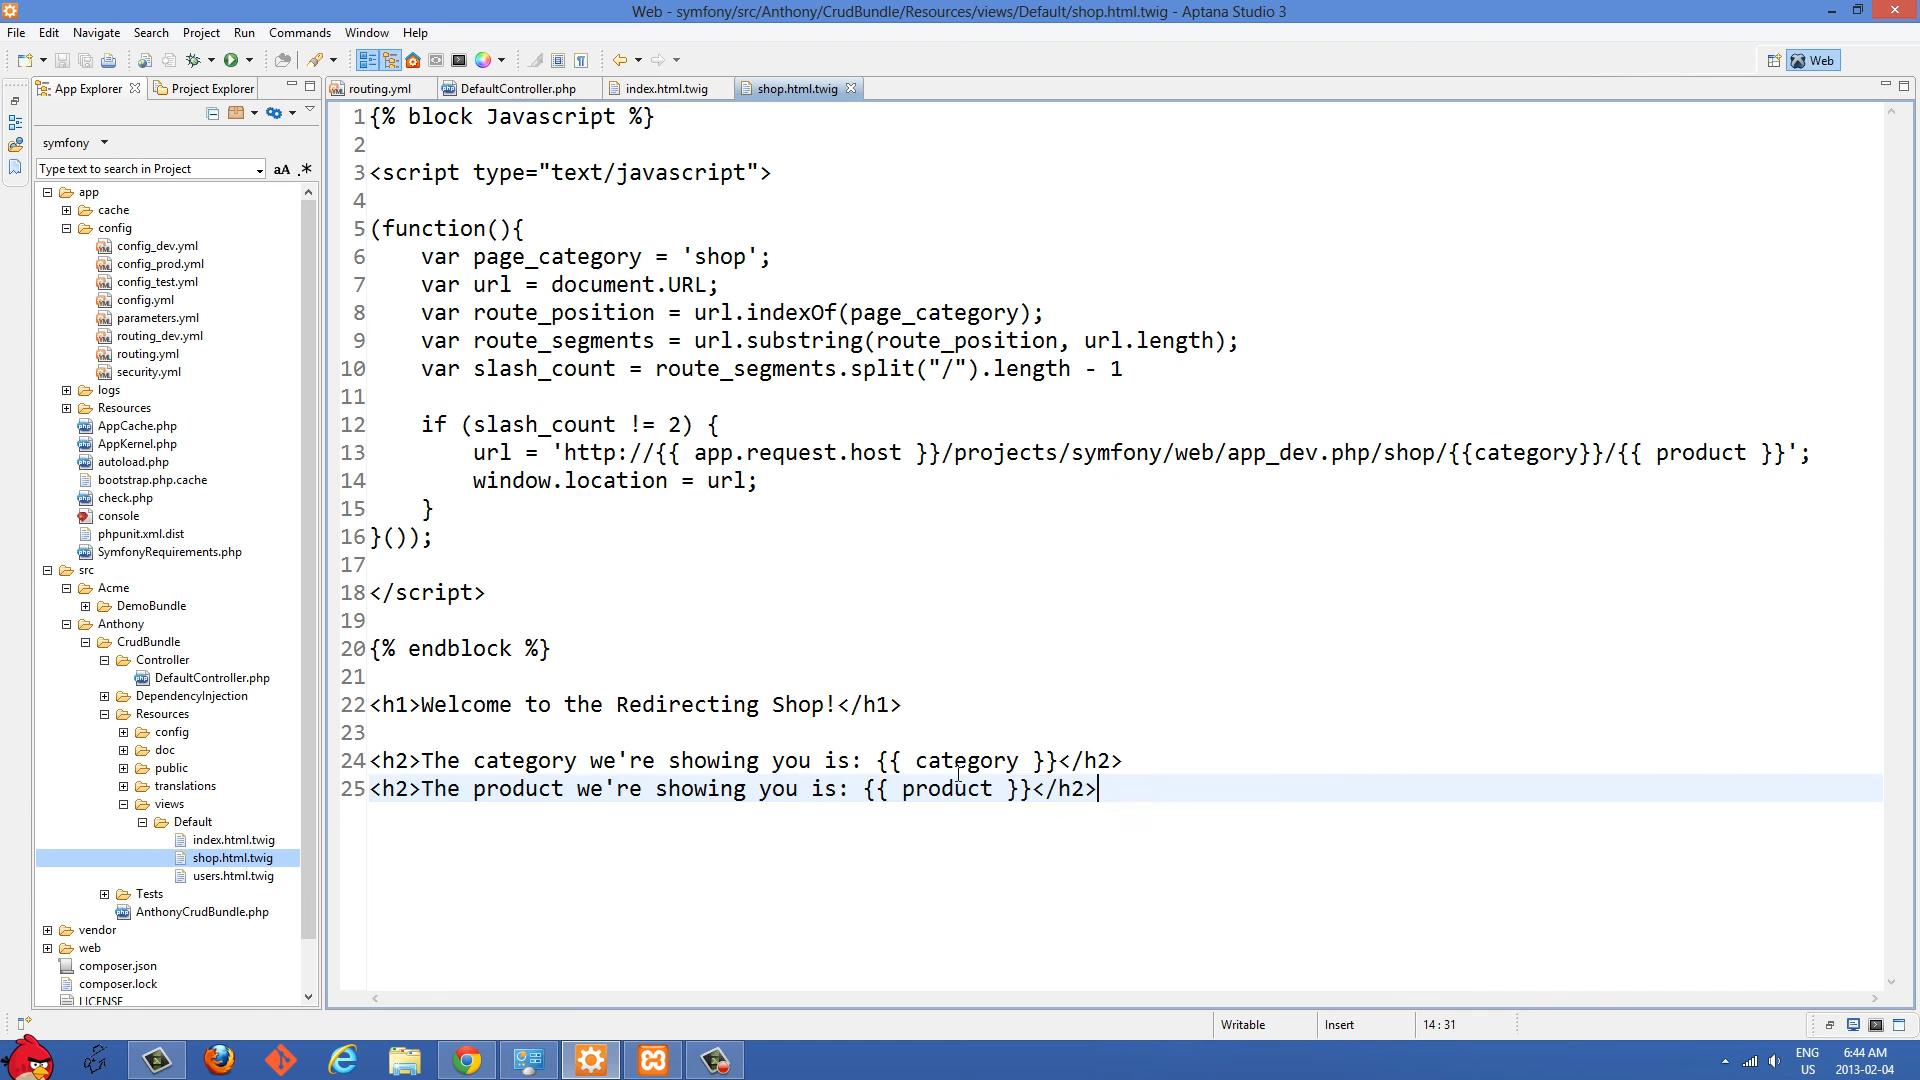 Web - symfony/src/Anthony/CrudBundle/Resources/views/Default/shop.html.twig - Aptana Studio 3
File Edit Navigate Search Project Run Commands Window Help
Web
App Explorer Project Explorer
routing.yml DefaultController.php index.html.twig shop.html.twig
symfony
Type text to search in Project aA .*
app
cache
config
config_dev.yml
config_prod.yml
config_test.yml
config.yml
parameters.yml
routing_dev.yml
routing.yml
security.yml
logs
Resources
AppCache.php
AppKernel.php
autoload.php
bootstrap.php.cache
check.php
console
phpunit.xml.dist
SymfonyRequirements.php
src
Acme
DemoBundle
Anthony
CrudBundle
Controller
DefaultController.php
DependencyInjection
Resources
config
doc
public
translations
views
Default
index.html.twig
shop.html.twig
users.html.twig
Tests
AnthonyCrudBundle.php
vendor
web
composer.json
composer.lock
LICENSE
1 {% block Javascript %}
2
3 <script type="text/javascript">
4
5 (function(){
6 var page_category = 'shop';
7 var url = document.URL;
8 var route_position = url.indexOf(page_category);
9 var route_segments = url.substring(route_position, url.length);
10 var slash_count = route_segments.split("/").length - 1
11
12 if (slash_count != 2) {
13 url = 'http://{{ app.request.host }}/projects/symfony/web/app_dev.php/shop/{{category}}/{{ product }}';
14 window.location = url;
15 }
16 }());
17
18 </script>
19
20 {% endblock %}
21
22 <h1>Welcome to the Redirecting Shop!</h1>
23
24 <h2>The category we're showing you is: {{ category }}</h2>
25 <h2>The product we're showing you is: {{ product }}</h2>
Writable Insert 14 : 31
ENG US
6:44 AM
2013-02-04